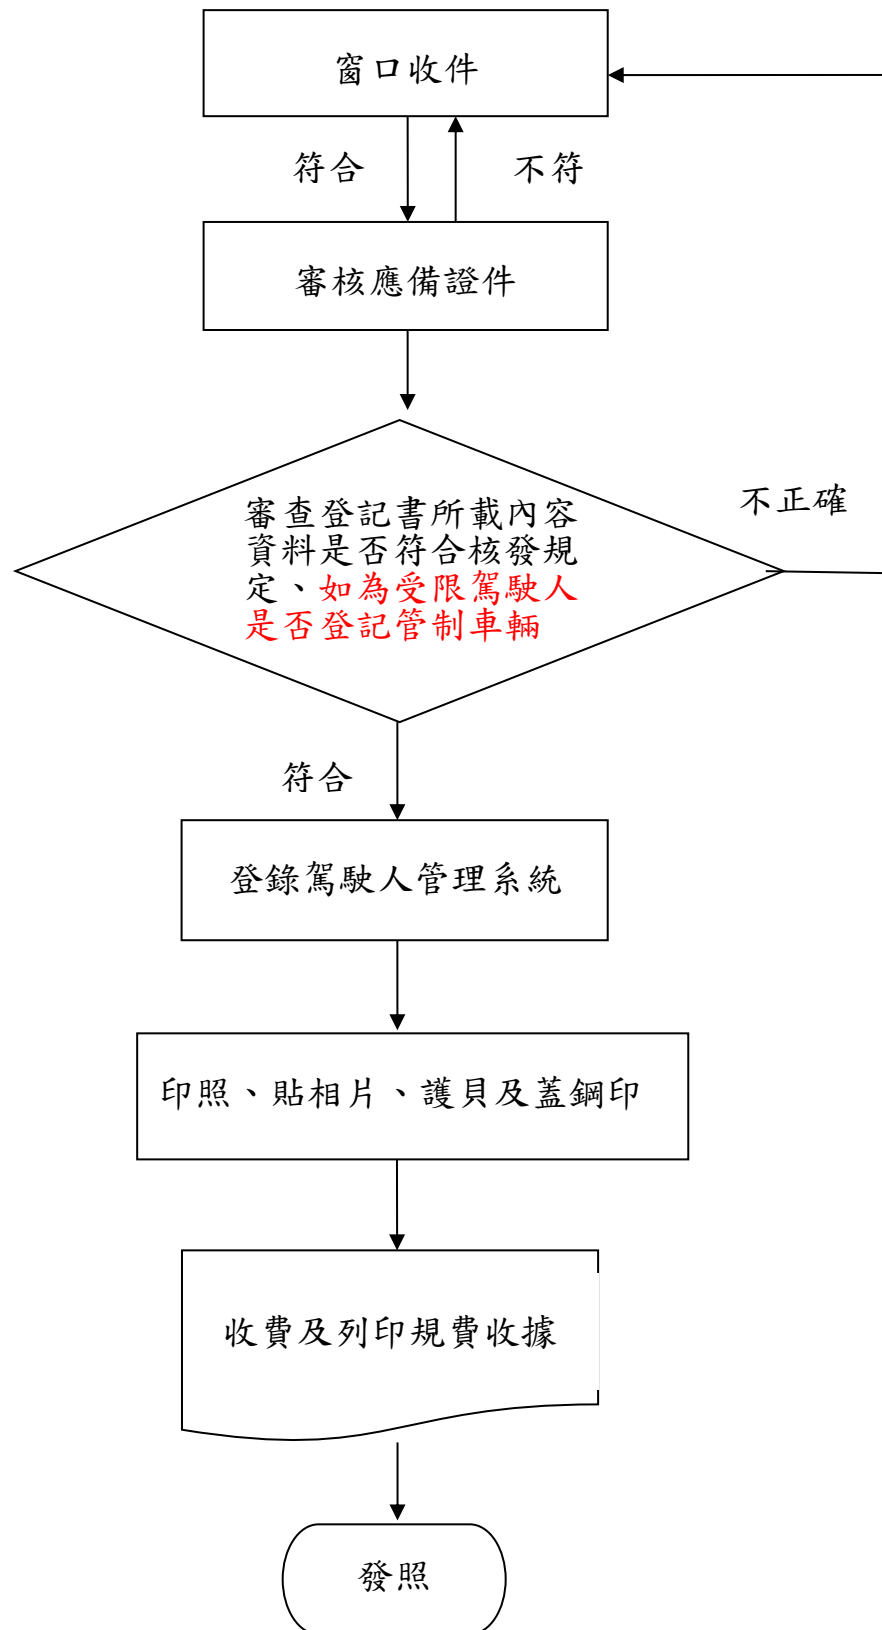 窗口收件
符合
不符
審核應備證件
審查登記書所載內容
資料是否符合核發規
定、如為受限駕駛人
是否登記管制車輛
不正確
符合
登錄駕駛人管理系統
印照、貼相片、護貝及蓋鋼印
收費及列印規費收據
發照